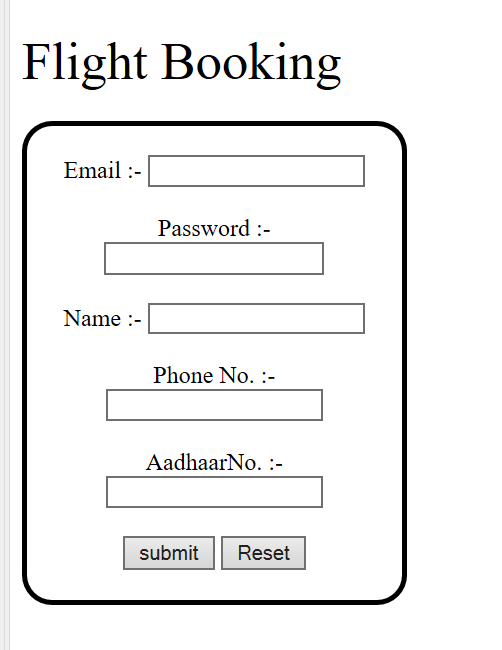 Flight Booking
Email :-
Password :-
Name :-
Phone No. :-
AadhaarNo. :-
submit Reset